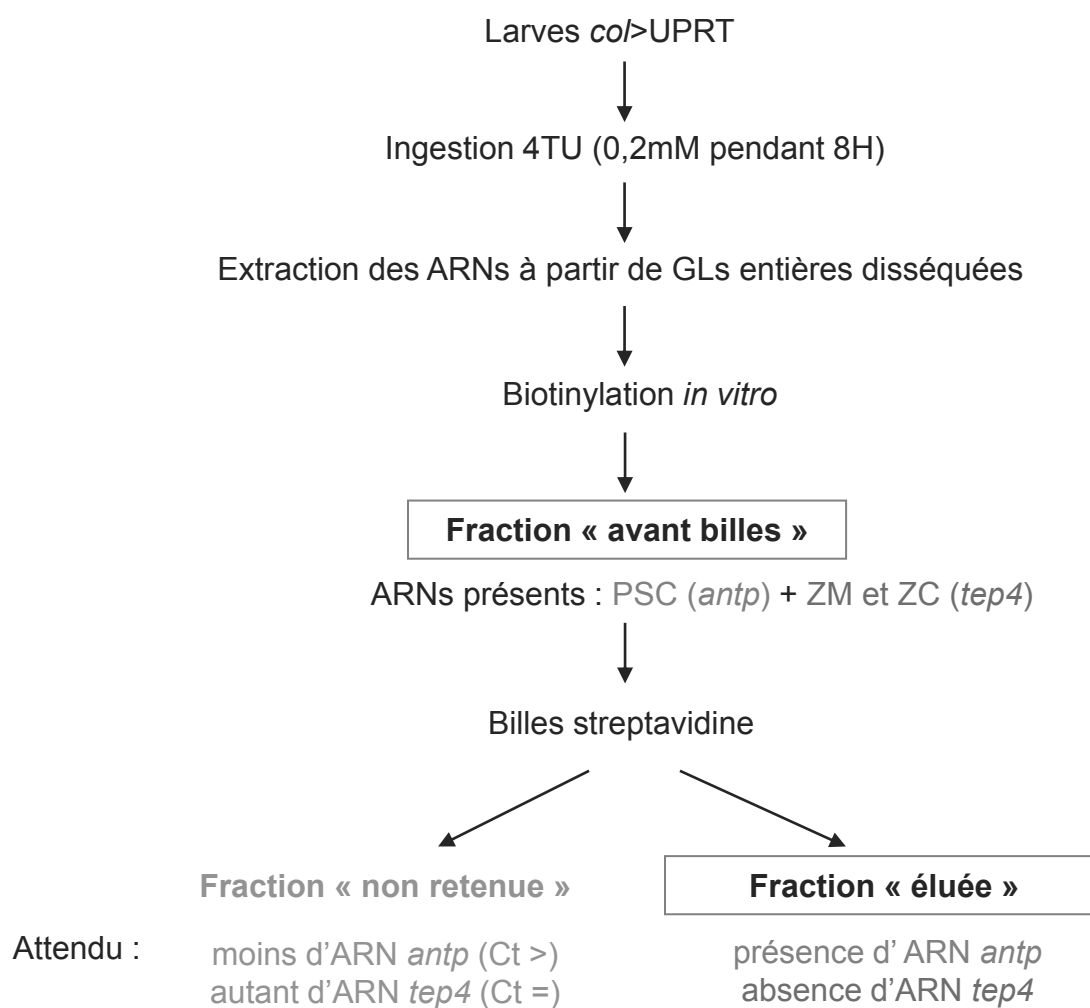 Larves col>UPRT
Ingestion 4TU (0,2mM pendant 8H)
Extraction des ARNs à partir de GLs entières disséquées
Biotinylation in vitro
Fraction « avant billes »
ARNs présents : PSC (antp) + ZM et ZC (tep4)
Billes streptavidine
Fraction « non retenue »
Fraction « éluée »
Attendu :
moins d'ARN antp (Ct >)
autant d'ARN tep4 (Ct =)
présence d' ARN antp
absence d'ARN tep4